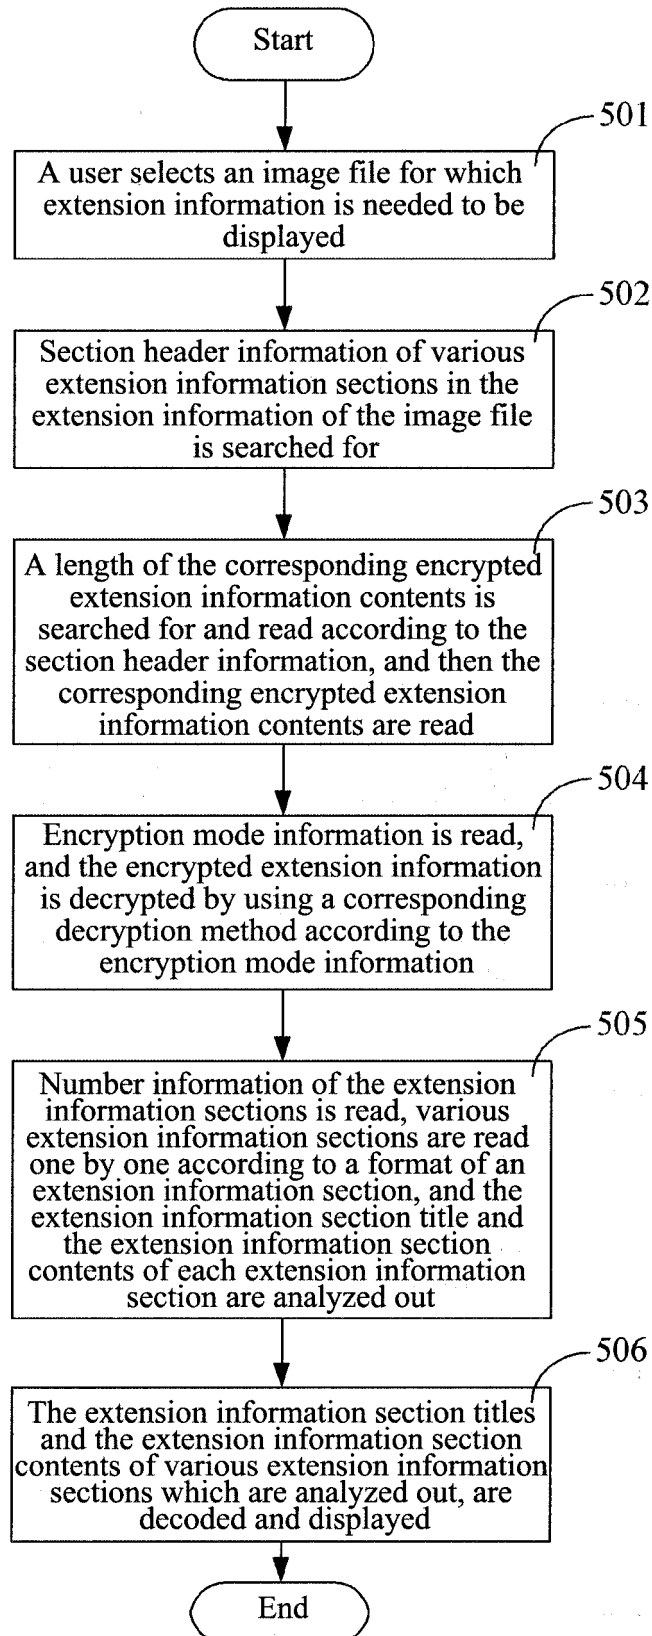 Start
501
A user selects an image file for which
extension information is needed to be
displayed
502
Section header information of various
extension information sections in the
extension information of the image file
is searched for
503
A length of the corresponding encrypted
extension information contents is
searched for and read according to the
section header information, and then the
corresponding encrypted extension
information contents are read
504
Encryption mode information is read,
and the encrypted extension information
is decrypted by using a corresponding
decryption method according to the
encryption mode information
505
Number information of the extension
information sections is read, various
extension information sections are read
one by one according to a format of an
extension information section, and the
extension information section title and
the extension information section
contents of each extension information
section are analyzed out
506
The extension information section titles
and the extension information section
contents of various extension information
sections which are analyzed out, are
decoded and displayed
End